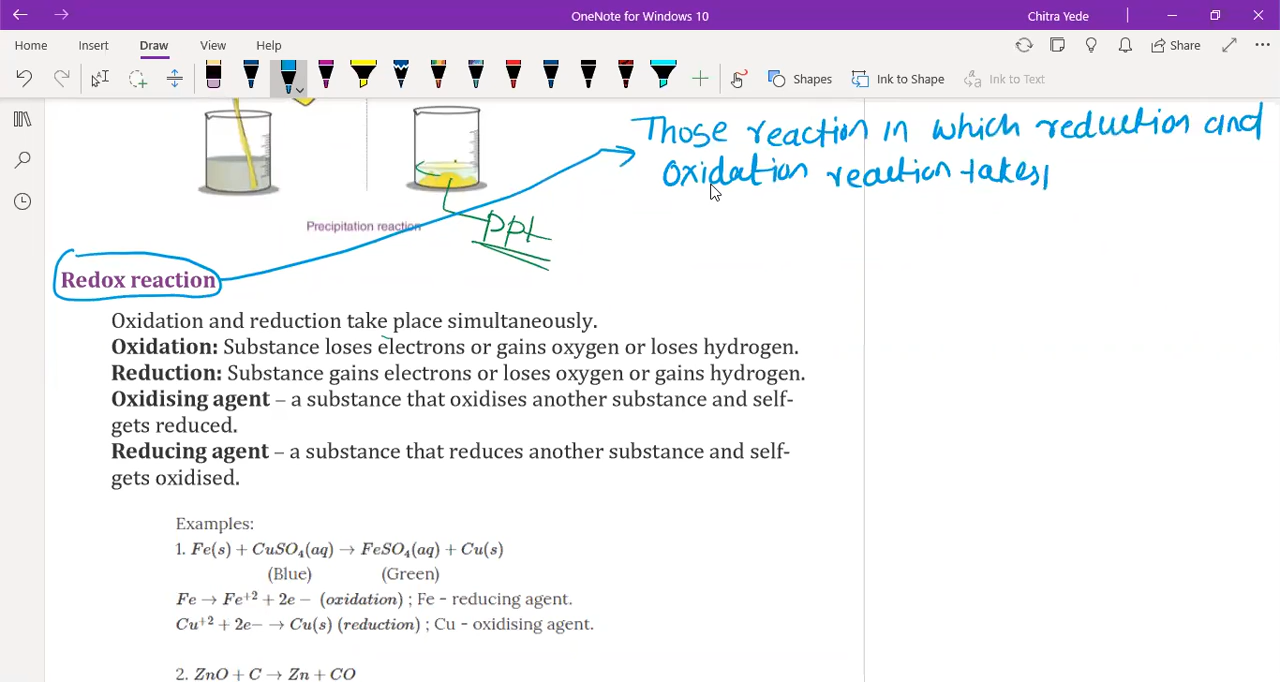 OneNote for Windows 10
Chitra Yede
Home Insert Draw View Help
Share
Shapes Ink to Shape Ink to Text
Those reaction in which reduction and
Oxidation reaction takes
Precipitation reaction
ppt
Redox reaction
Oxidation and reduction take place simultaneously.
Oxidation: Substance loses electrons or gains oxygen or loses hydrogen.
Reduction: Substance gains electrons or loses oxygen or gains hydrogen.
Oxidising agent – a substance that oxidises another substance and self-
gets reduced.
Reducing agent – a substance that reduces another substance and self-
gets oxidised.
Examples:
1. Fe(s) + CuSO₄(aq) → FeSO₄(aq) + Cu(s)
(Blue) (Green)
Fe → Fe⁺² + 2e − (oxidation) ; Fe - reducing agent.
Cu⁺² + 2e− → Cu(s) (reduction) ; Cu - oxidising agent.
2. ZnO + C → Zn + CO